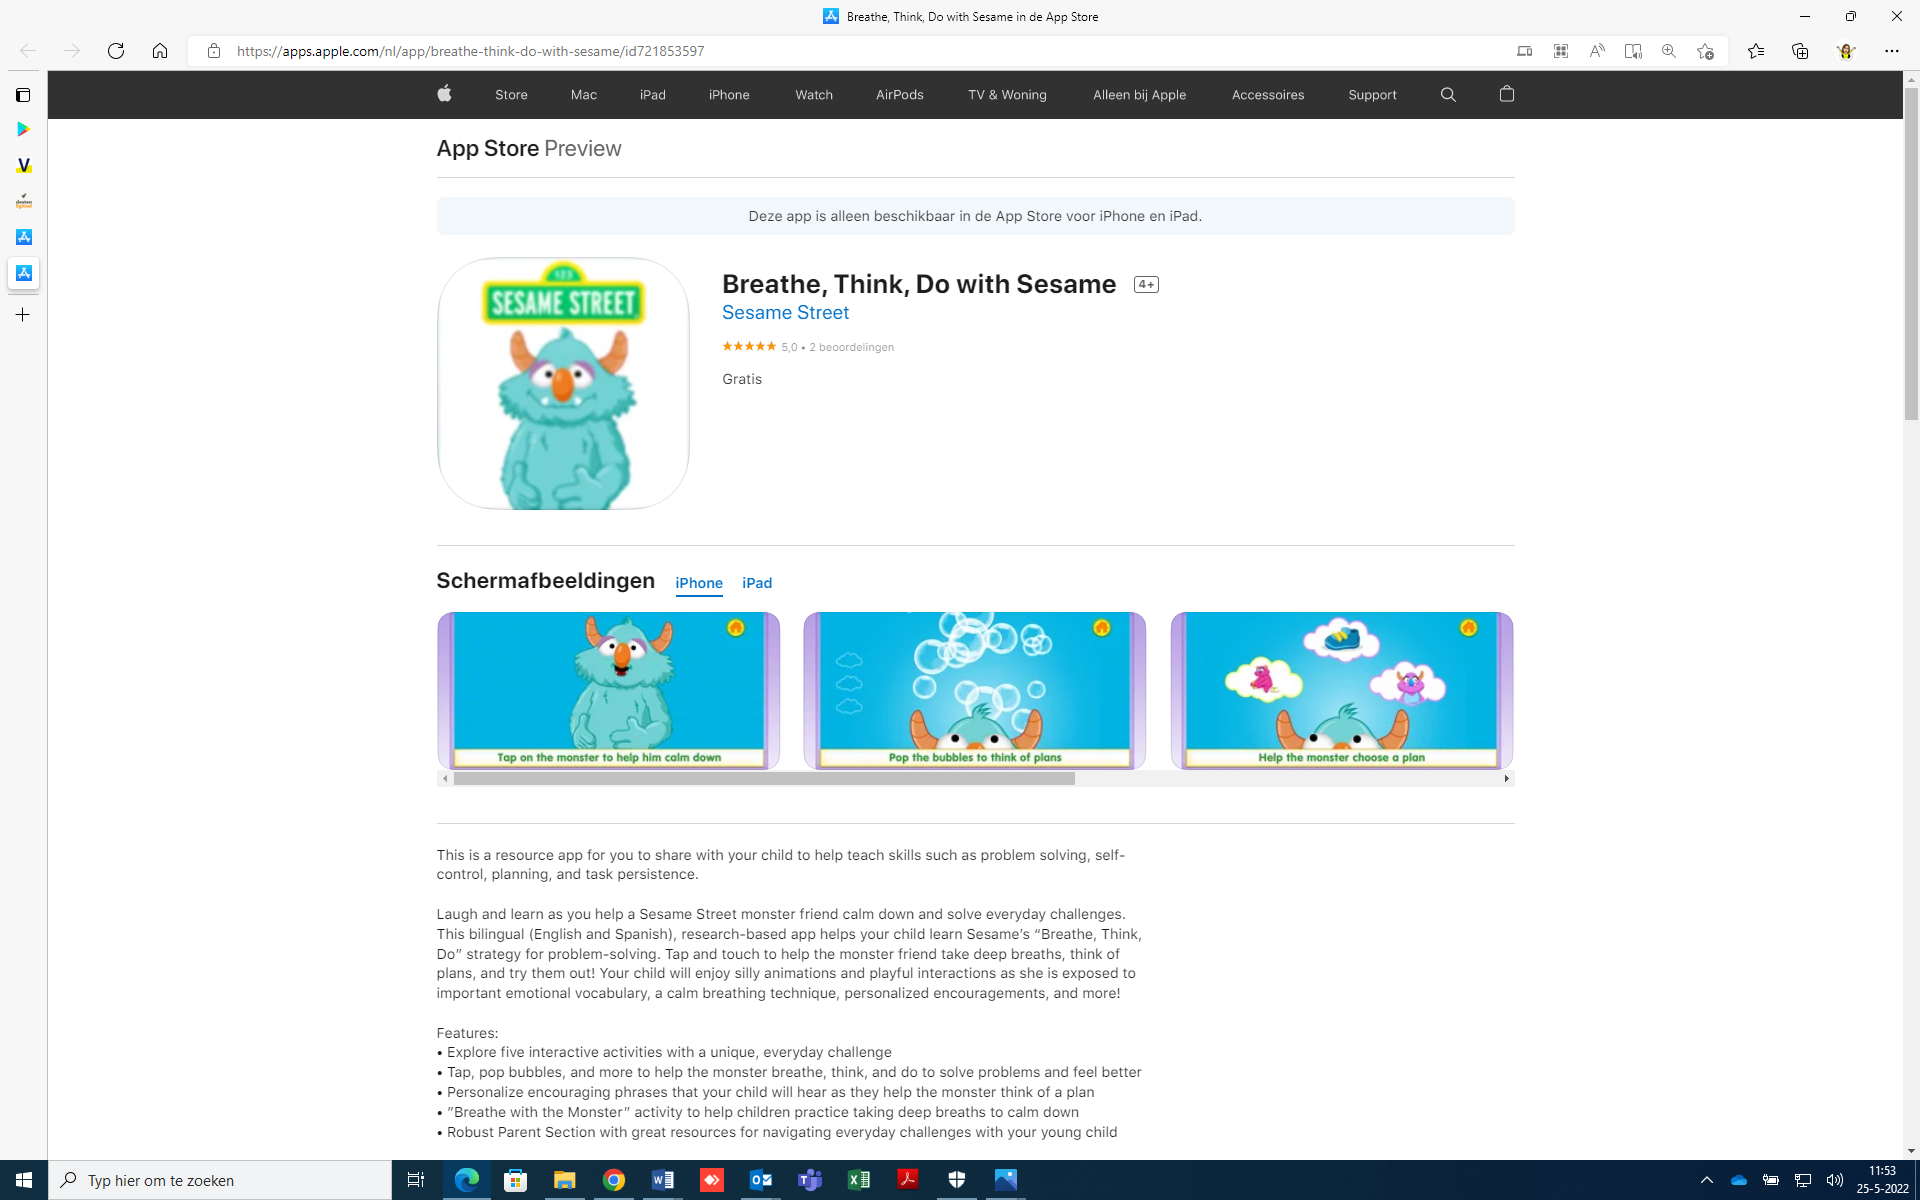 Breathe, Think, Do with Sesame in de App Store
https://apps.apple.com/nl/app/breathe-think-do-with-sesame/id721853597
Store Mac iPad iPhone Watch AirPods TV & Woning Alleen bij Apple Accessoires Support
App Store Preview
Deze app is alleen beschikbaar in de App Store voor iPhone en iPad.
123
SESAME STREET
Breathe, Think, Do with Sesame 4+
Sesame Street
5,0 • 2 beoordelingen
Gratis
Schermafbeeldingen iPhone iPad
Tap on the monster to help him calm down
Pop the bubbles to think of plans
Help the monster choose a plan
This is a resource app for you to share with your child to help teach skills such as problem solving, self-
control, planning, and task persistence.
Laugh and learn as you help a Sesame Street monster friend calm down and solve everyday challenges.
This bilingual (English and Spanish), research-based app helps your child learn Sesame’s “Breathe, Think,
Do” strategy for problem-solving. Tap and touch to help the monster friend take deep breaths, think of
plans, and try them out! Your child will enjoy silly animations and playful interactions as she is exposed to
important emotional vocabulary, a calm breathing technique, personalized encouragements, and more!
Features:
• Explore five interactive activities with a unique, everyday challenge
• Tap, pop bubbles, and more to help the monster breathe, think, and do to solve problems and feel better
• Personalize encouraging phrases that your child will hear as they help the monster think of a plan
• ”Breathe with the Monster” activity to help children practice taking deep breaths to calm down
• Robust Parent Section with great resources for navigating everyday challenges with your young child
Typ hier om te zoeken
11:53
25-5-2022